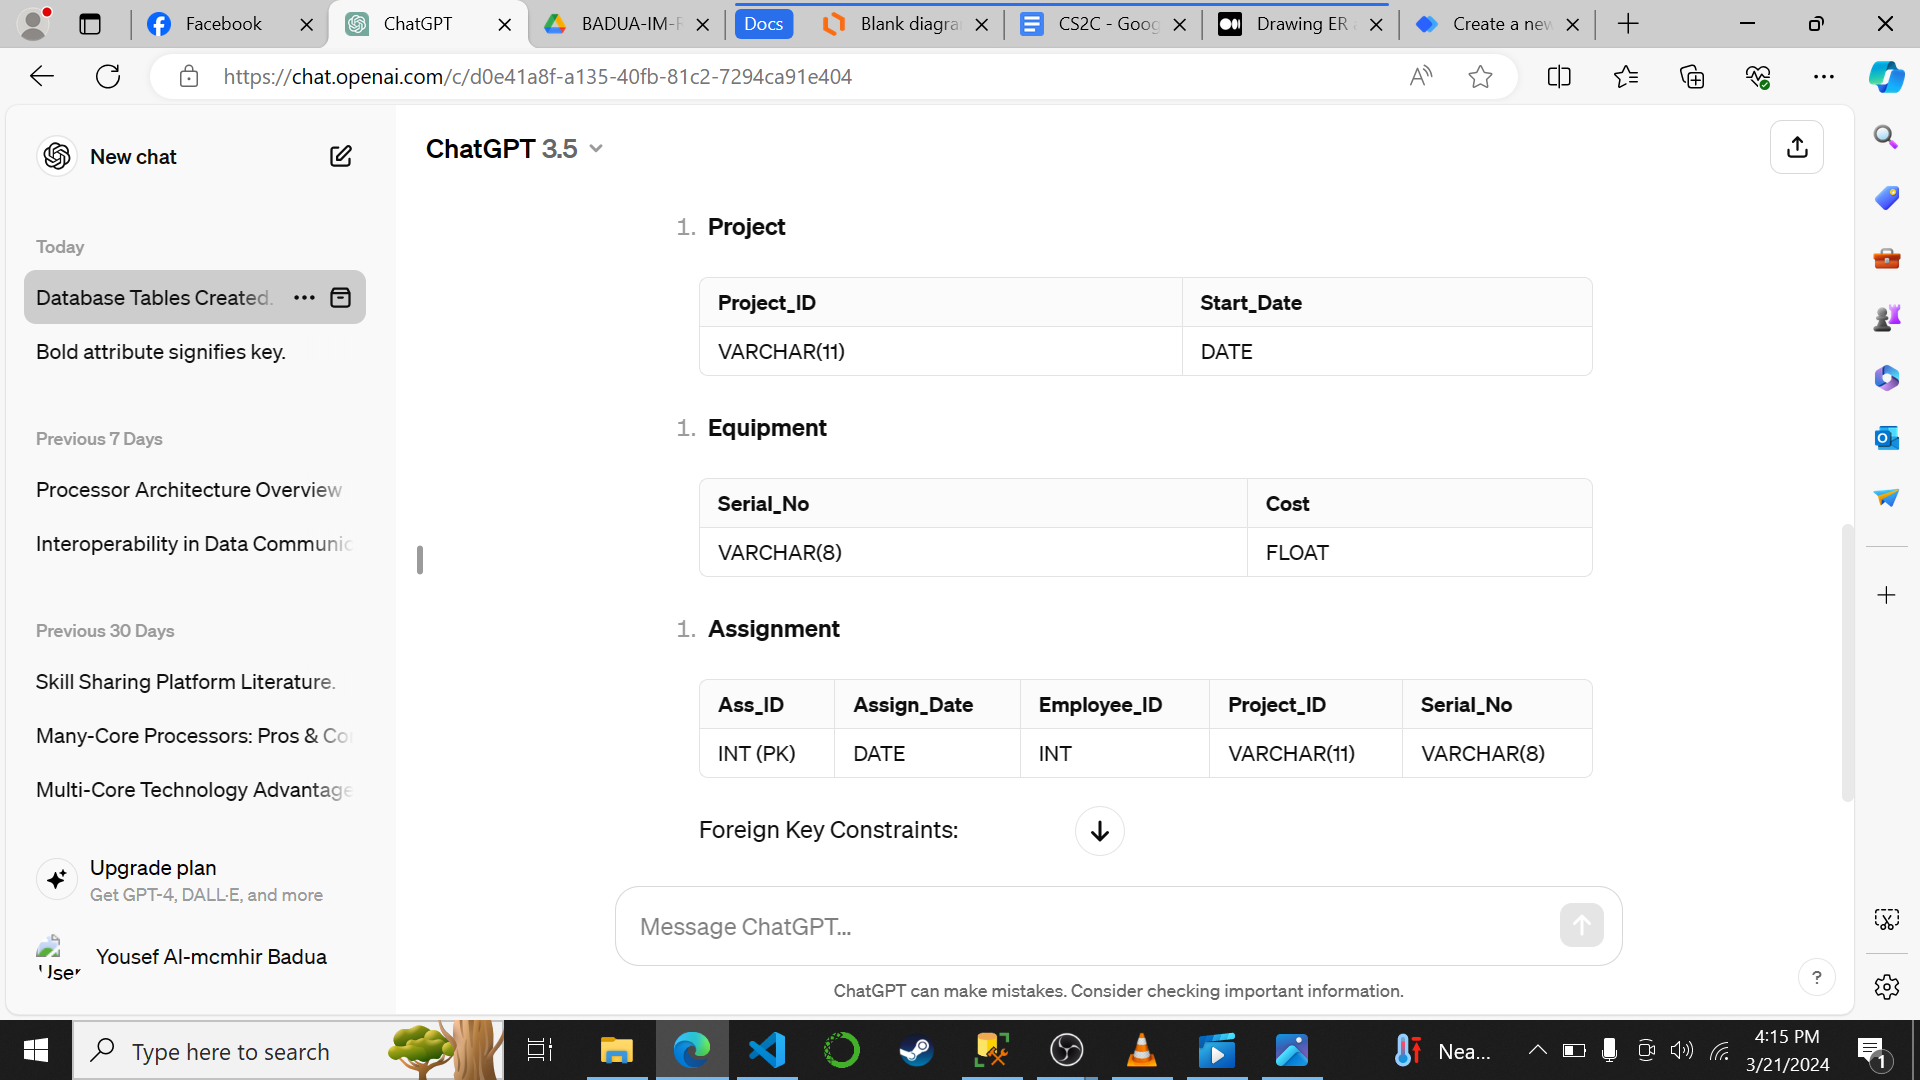 Facebook
ChatGPT
BADUA-IM-
Docs
Blank diagra
CS2C - Goog
Drawing ER
Create a new
https://chat.openai.com/c/d0e41a8f-a135-40fb-81c2-7294ca91e404
New chat
Today
Database Tables Created.
Bold attribute signifies key.
Previous 7 Days
Processor Architecture Overview
Interoperability in Data Communic
Previous 30 Days
Skill Sharing Platform Literature.
Many-Core Processors: Pros & Co
Multi-Core Technology Advantage
Upgrade plan
Get GPT-4, DALL·E, and more
User
Yousef Al-mcmhir Badua
ChatGPT 3.5
1. Project
Project_ID Start_Date
VARCHAR(11) DATE
1. Equipment
Serial_No Cost
VARCHAR(8) FLOAT
1. Assignment
Ass_ID Assign_Date Employee_ID Project_ID Serial_No
INT (PK) DATE INT VARCHAR(11) VARCHAR(8)
Foreign Key Constraints:
Message ChatGPT...
ChatGPT can make mistakes. Consider checking important information.
?
Type here to search
Nea...
4:15 PM
3/21/2024
1